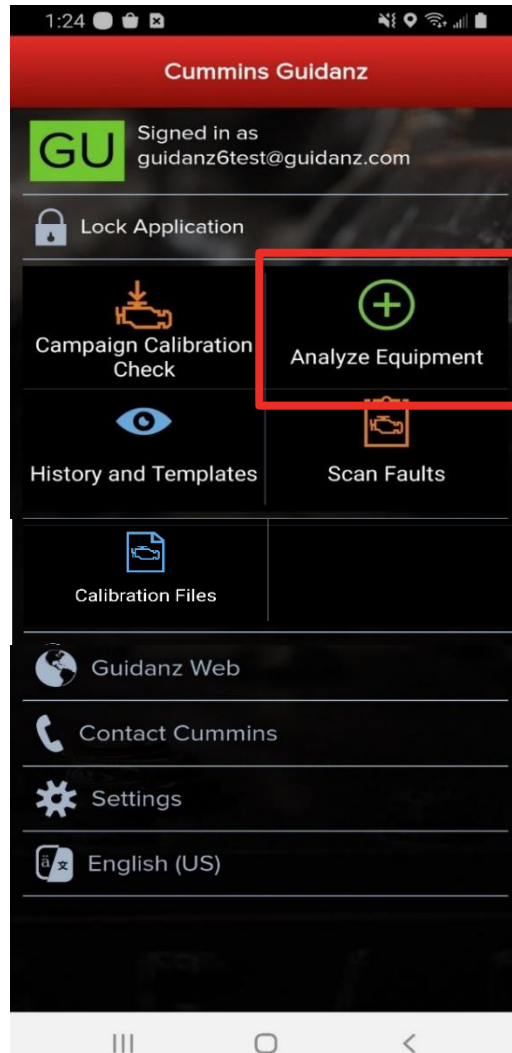 1:24
Cummins Guidanz
GU
Signed in as
guidanz6test@guidanz.com
Lock Application
Campaign Calibration
Check
Analyze Equipment
History and Templates
Scan Faults
Calibration Files
Guidanz Web
Contact Cummins
Settings
ä 文
English (US)